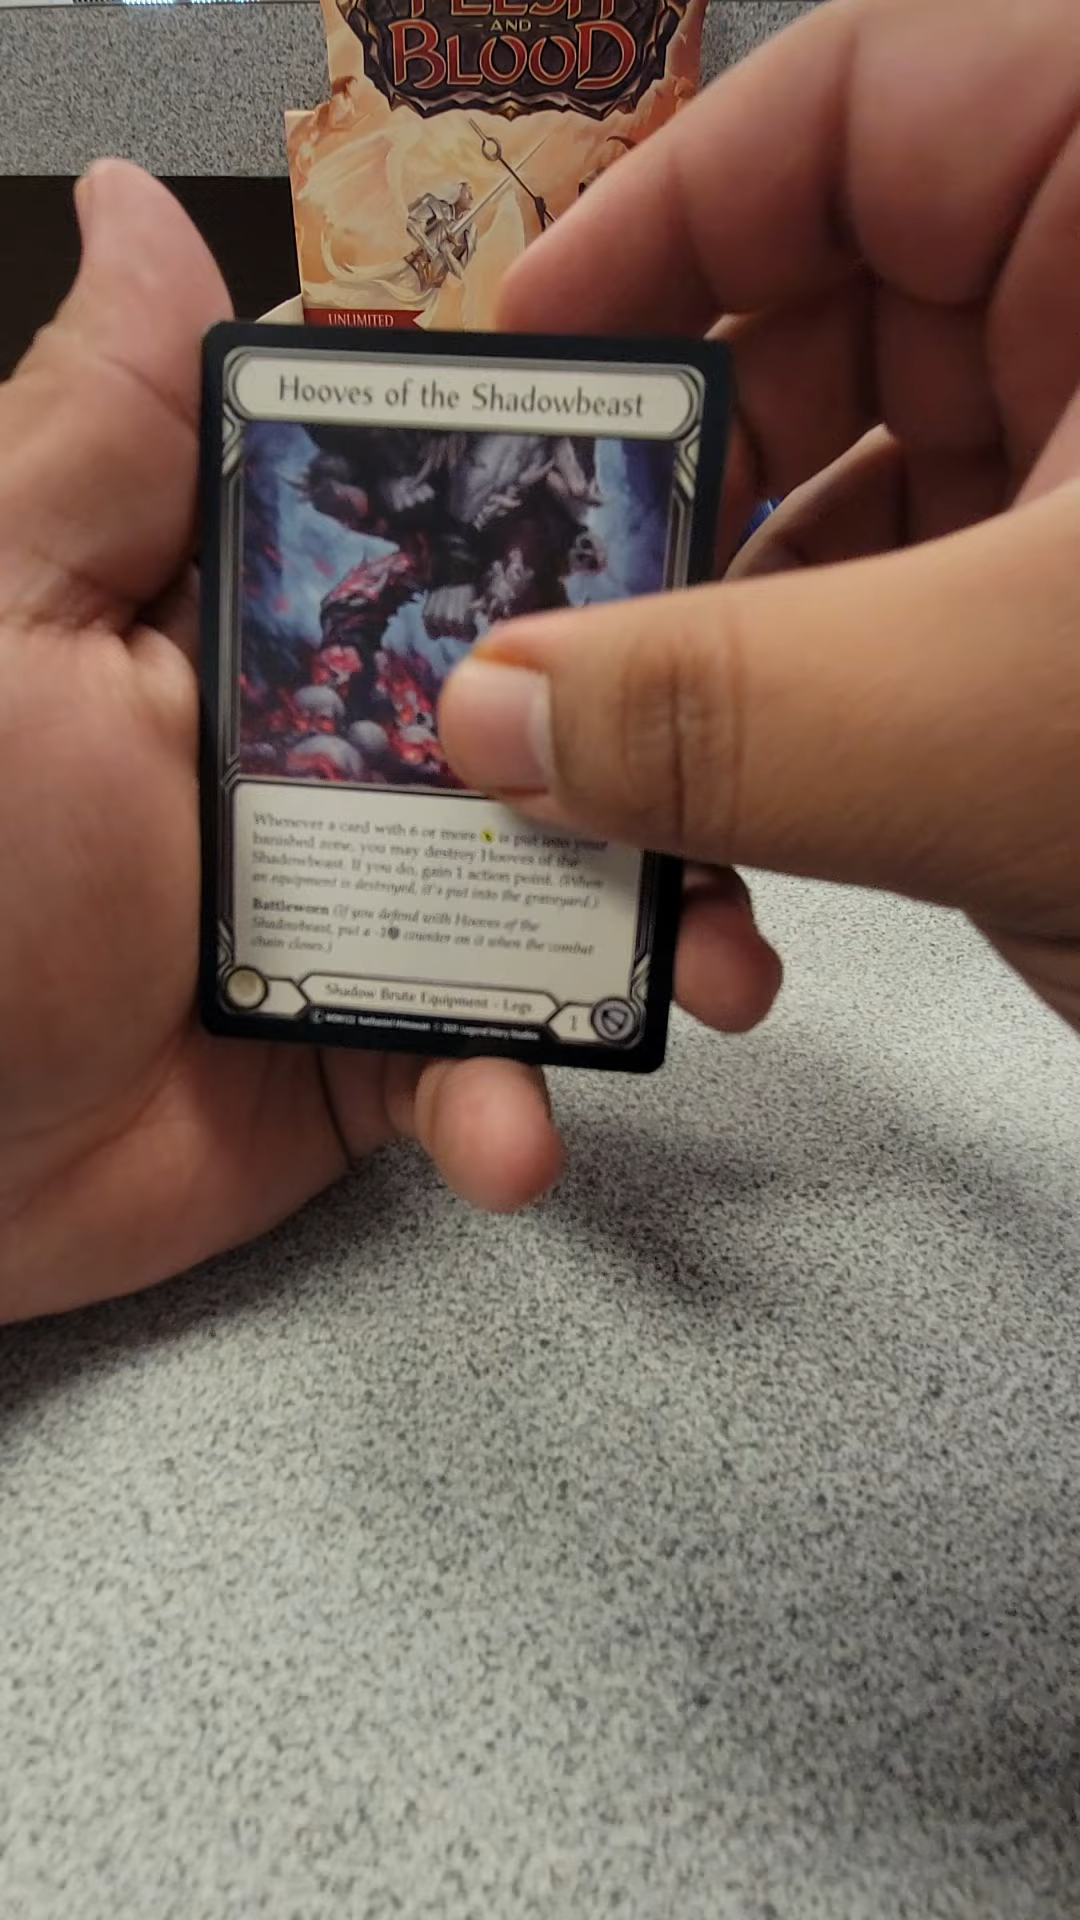 FLESH
AND
BLOOD
UNLIMITED
Hooves of the Shadowbeast
Whenever a card with 6 or more is put into your
banished zone, you may destroy Hooves of the
Shadowbeast. If you do, gain 1 action point. (When
an equipment is destroyed, it's put into the graveyard.)
Battleworn (If you defend with Hooves of the
Shadowbeast, put a -1 counter on it when the combat
chain closes.)
Shadow Brute Equipment - Legs
1